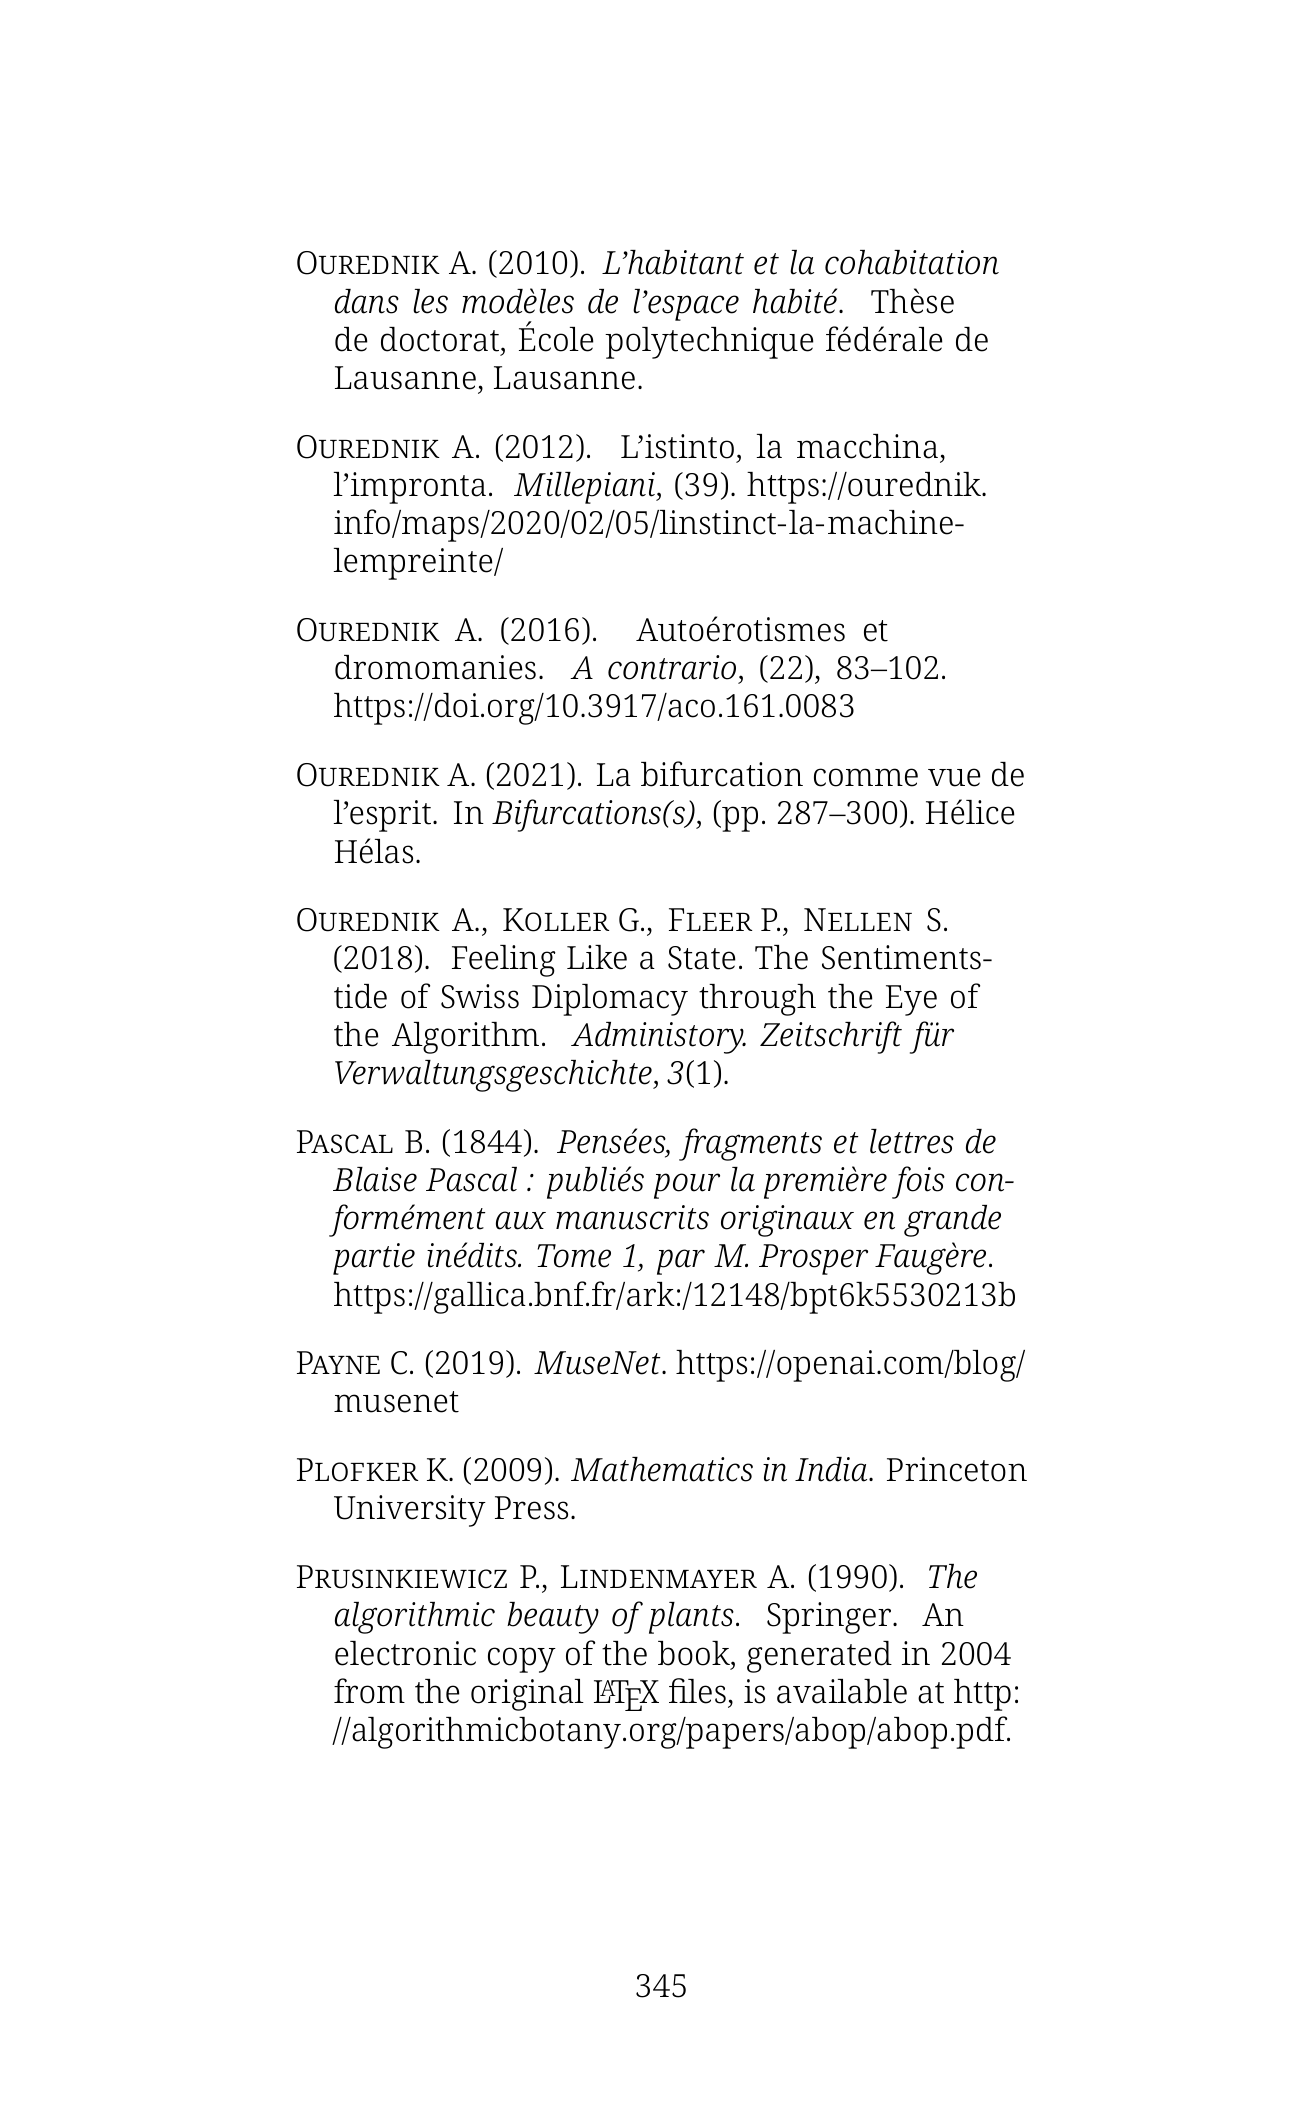 OUREDNIK A. (2010). L’habitant et la cohabitation
dans les modèles de l’espace habité. Thèse
de doctorat, École polytechnique fédérale de
Lausanne, Lausanne.
OUREDNIK A. (2012). L’istinto, la macchina,
l’impronta. Millepiani, (39). https://ourednik.
info/maps/2020/02/05/linstinct-la-machine-
lempreinte/
OUREDNIK A. (2016). Autoérotismes et
dromomanies. A contrario, (22), 83–102.
https://doi.org/10.3917/aco.161.0083
OUREDNIK A. (2021). La bifurcation comme vue de
l’esprit. In Bifurcations(s), (pp. 287–300). Hélice
Hélas.
OUREDNIK A., KOLLER G., FLEER P., NELLEN S.
(2018). Feeling Like a State. The Sentiments-
tide of Swiss Diplomacy through the Eye of
the Algorithm. Administory. Zeitschrift für
Verwaltungsgeschichte, 3(1).
PASCAL B. (1844). Pensées, fragments et lettres de
Blaise Pascal : publiés pour la première fois con-
formément aux manuscrits originaux en grande
partie inédits. Tome 1, par M. Prosper Faugère.
https://gallica.bnf.fr/ark:/12148/bpt6k5530213b
PAYNE C. (2019). MuseNet. https://openai.com/blog/
musenet
PLOFKER K. (2009). Mathematics in India. Princeton
University Press.
PRUSINKIEWICZ P., LINDENMAYER A. (1990). The
algorithmic beauty of plants. Springer. An
electronic copy of the book, generated in 2004
from the original LATEX files, is available at http:
//algorithmicbotany.org/papers/abop/abop.pdf.
345